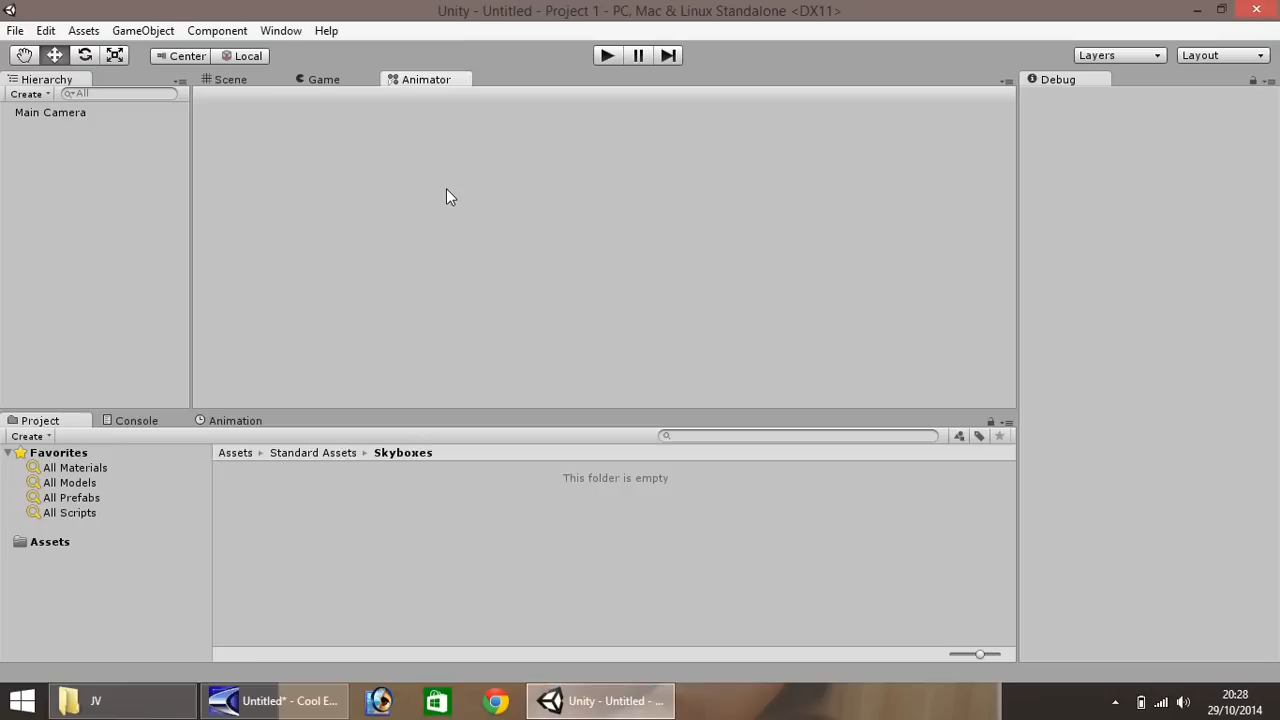 Unity - Untitled - Project 1 - PC, Mac & Linux Standalone <DX11>
File Edit Assets GameObject Component Window Help
Center Local Layers Layout
Hierarchy Scene Game Animator Debug
Create All
Main Camera
Project Console Animation
Create
Favorites Assets Standard Assets Skyboxes
All Materials This folder is empty
All Models
All Prefabs
All Scripts
Assets
JV Untitled* - Cool E... Unity - Untitled - ... 20:28
29/10/2014